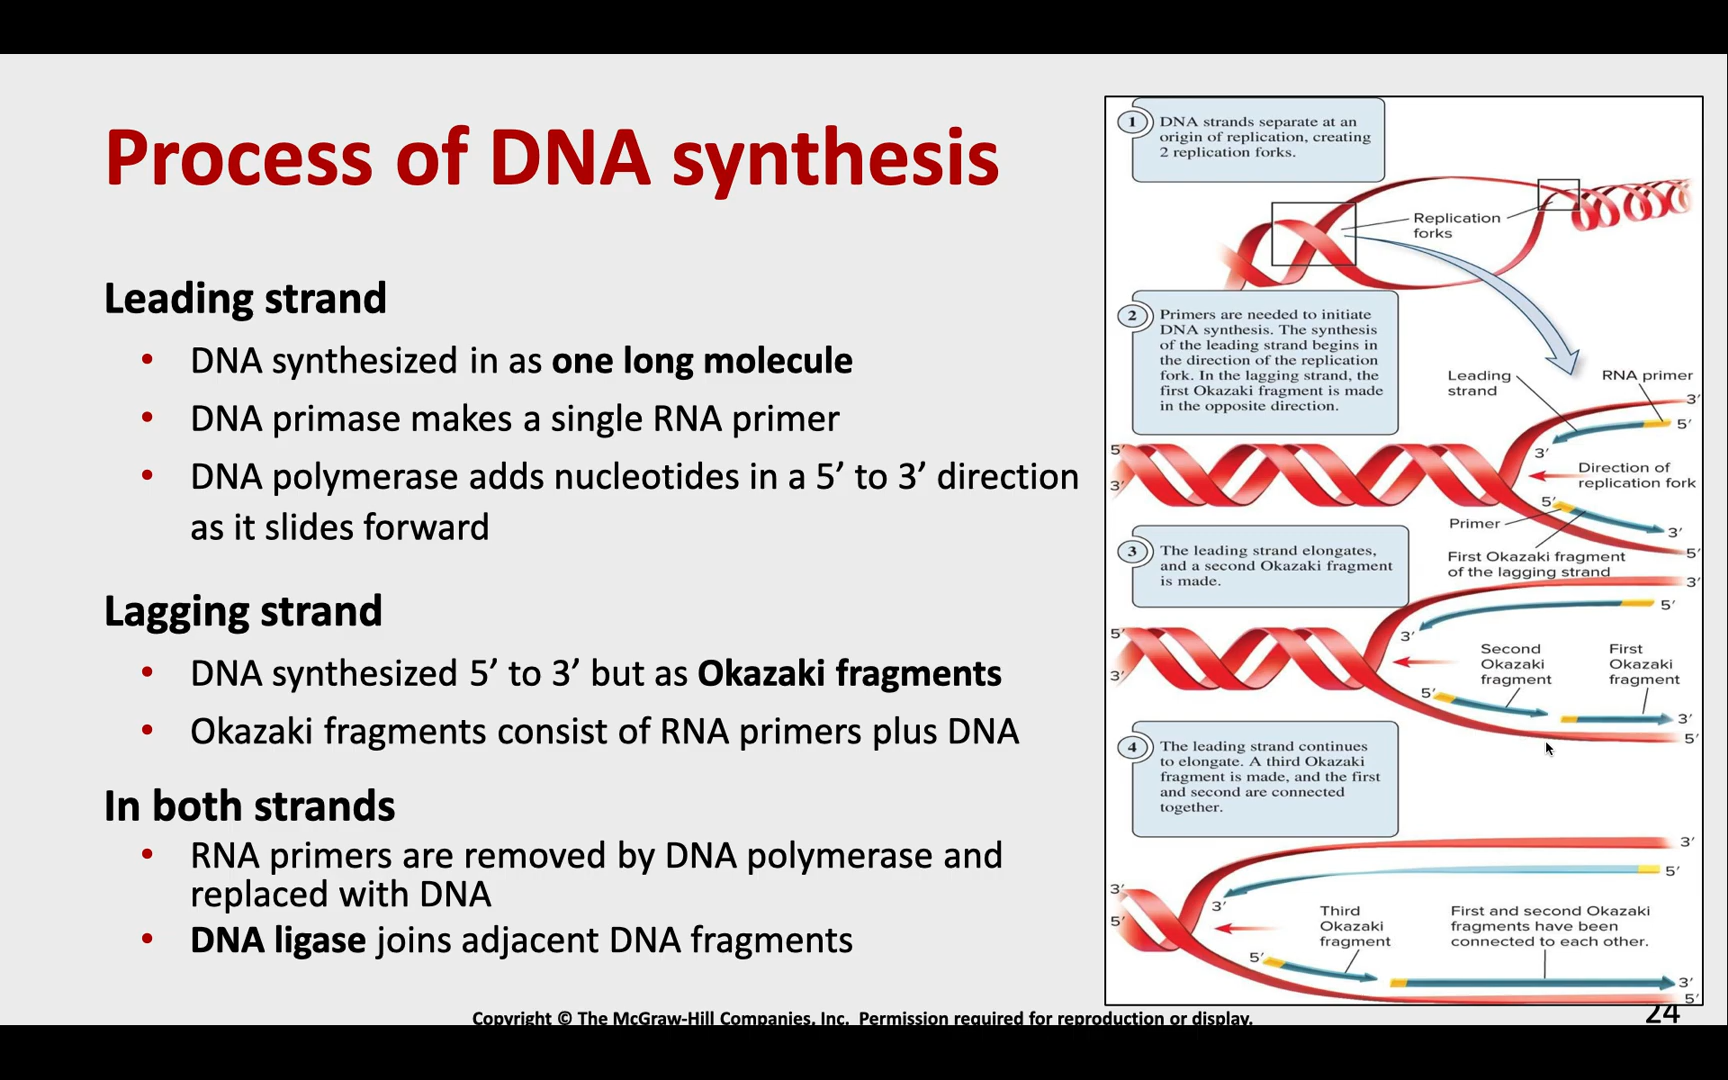 Process of DNA synthesis
Leading strand
• DNA synthesized in as one long molecule
• DNA primase makes a single RNA primer
• DNA polymerase adds nucleotides in a 5’ to 3’ direction
as it slides forward
Lagging strand
• DNA synthesized 5’ to 3’ but as Okazaki fragments
• Okazaki fragments consist of RNA primers plus DNA
In both strands
• RNA primers are removed by DNA polymerase and
replaced with DNA
• DNA ligase joins adjacent DNA fragments
1 DNA strands separate at an
origin of replication, creating
2 replication forks.
Replication
forks
2 Primers are needed to initiate
DNA synthesis. The synthesis
of the leading strand begins in
the direction of the replication
fork. In the lagging strand, the
first Okazaki fragment is made
in the opposite direction.
Leading
strand
RNA primer
3′
5′
5′
3′
3′
Direction of
replication fork
5′
Primer
3′
First Okazaki fragment
of the lagging strand
5′
3 The leading strand elongates,
and a second Okazaki fragment
is made.
3′
5′
5′
3′
3′
Second
Okazaki
fragment
First
Okazaki
fragment
5′
3′
5′
4 The leading strand continues
to elongate. A third Okazaki
fragment is made, and the first
and second are connected
together.
3′
5′
3′
5′
3′
Third
Okazaki
fragment
First and second Okazaki
fragments have been
connected to each other.
5′
3′
5′
Copyright © The McGraw-Hill Companies, Inc. Permission required for reproduction or display.
24